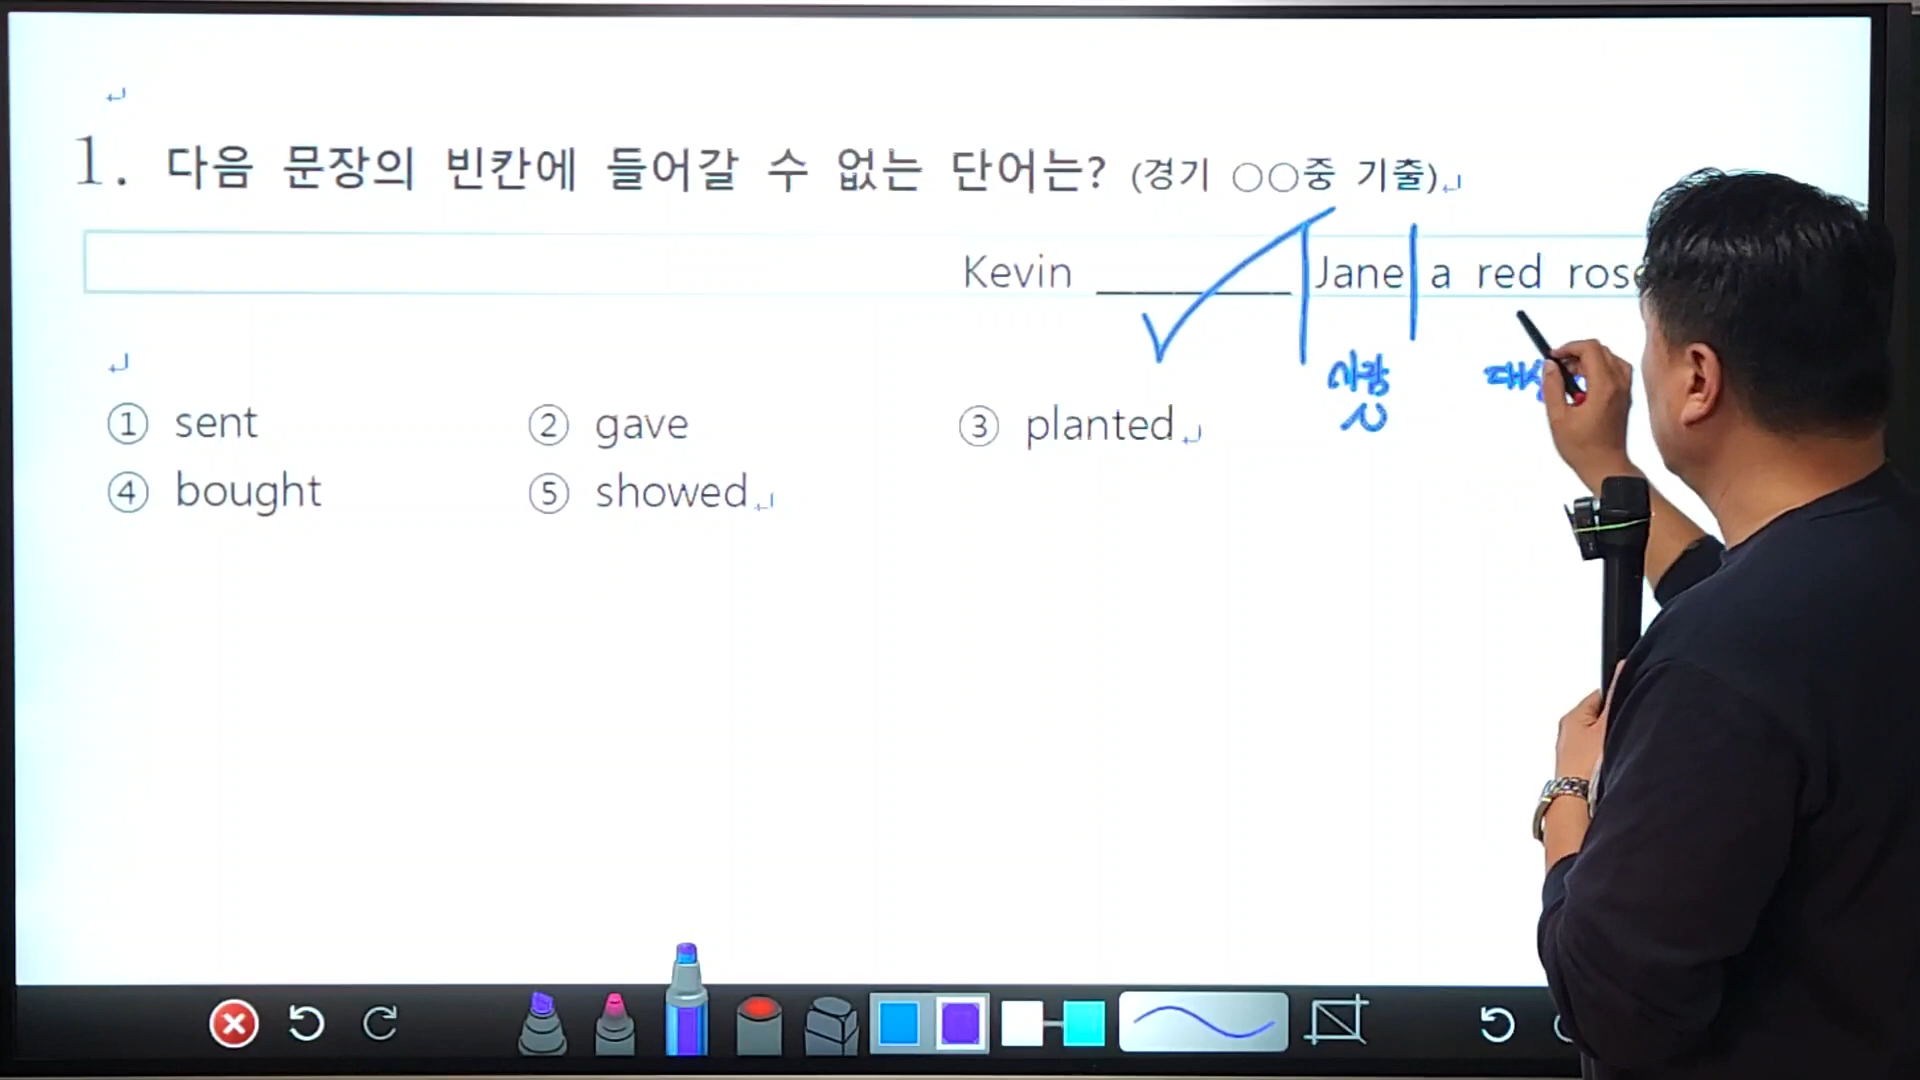 1. 다음 문장의 빈칸에 들어갈 수 없는 단어는? (경기 ○○중 기출)
Kevin ________ Jane a red rose
사람
① sent ② gave ③ planted
④ bought ⑤ showed